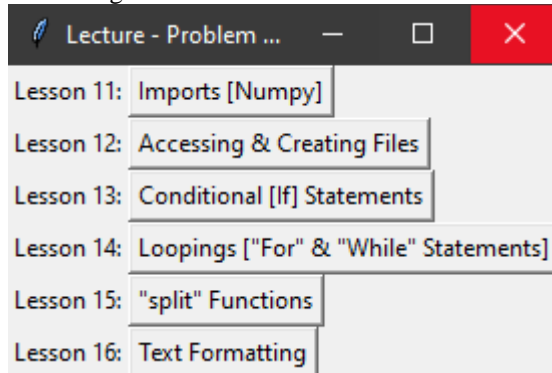 Lecture - Problem ...
Lesson 11: Imports [Numpy]
Lesson 12: Accessing & Creating Files
Lesson 13: Conditional [If] Statements
Lesson 14: Loopings ["For" & "While" Statements]
Lesson 15: "split" Functions
Lesson 16: Text Formatting